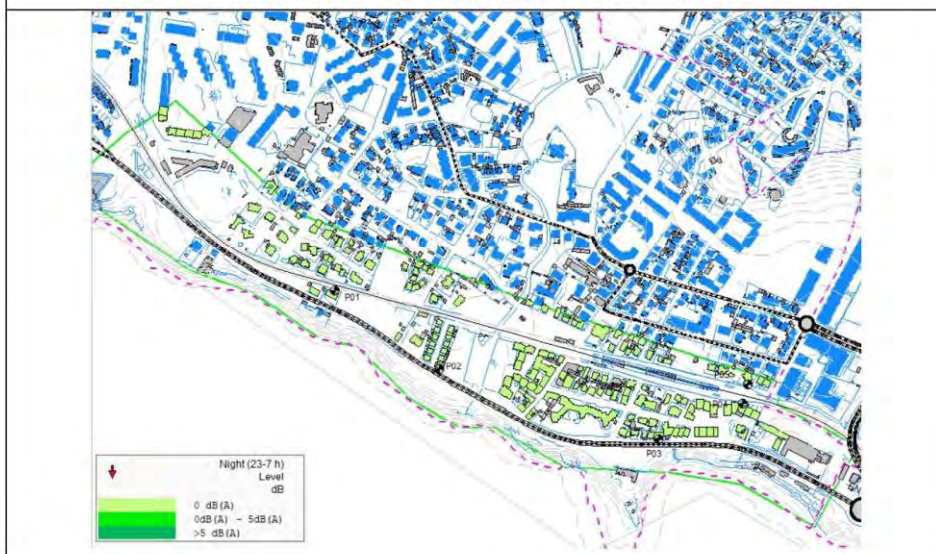 P01
P02
P03
Night (23-7 h)
Level
dB
0 dB(A)
0dB(A) - 5dB(A)
>5 dB(A)